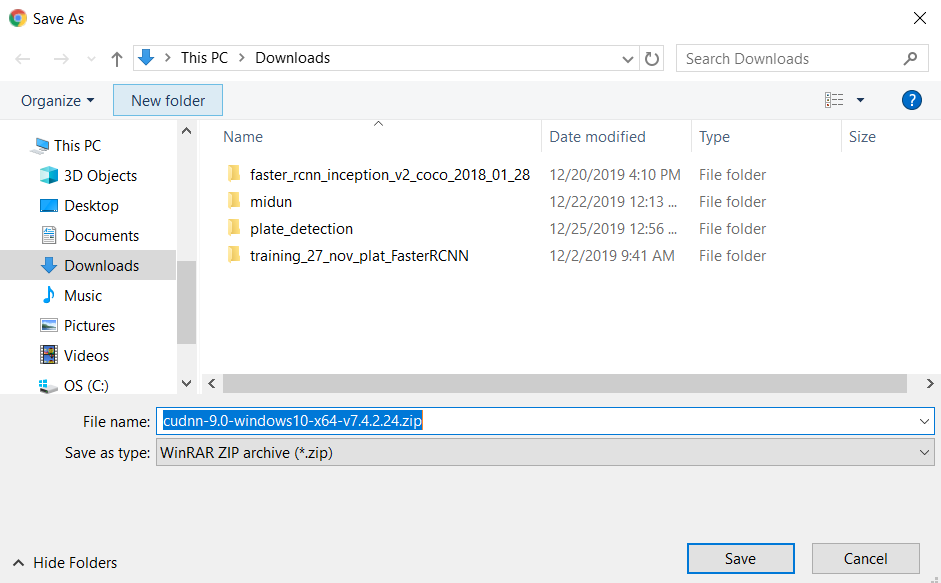 Save As
This PC > Downloads
Search Downloads
Organize
New folder
?
Name
Date modified
Type
Size
This PC
3D Objects
Desktop
Documents
Downloads
Music
Pictures
Videos
OS (C:)
faster_rcnn_inception_v2_coco_2018_01_28 12/20/2019 4:10 PM File folder
midun 12/22/2019 12:13 ... File folder
plate_detection 12/25/2019 12:56 ... File folder
training_27_nov_plat_FasterRCNN 12/2/2019 9:41 AM File folder
File name: cudnn-9.0-windows10-x64-v7.4.2.24.zip
Save as type: WinRAR ZIP archive (*.zip)
Hide Folders
Save
Cancel